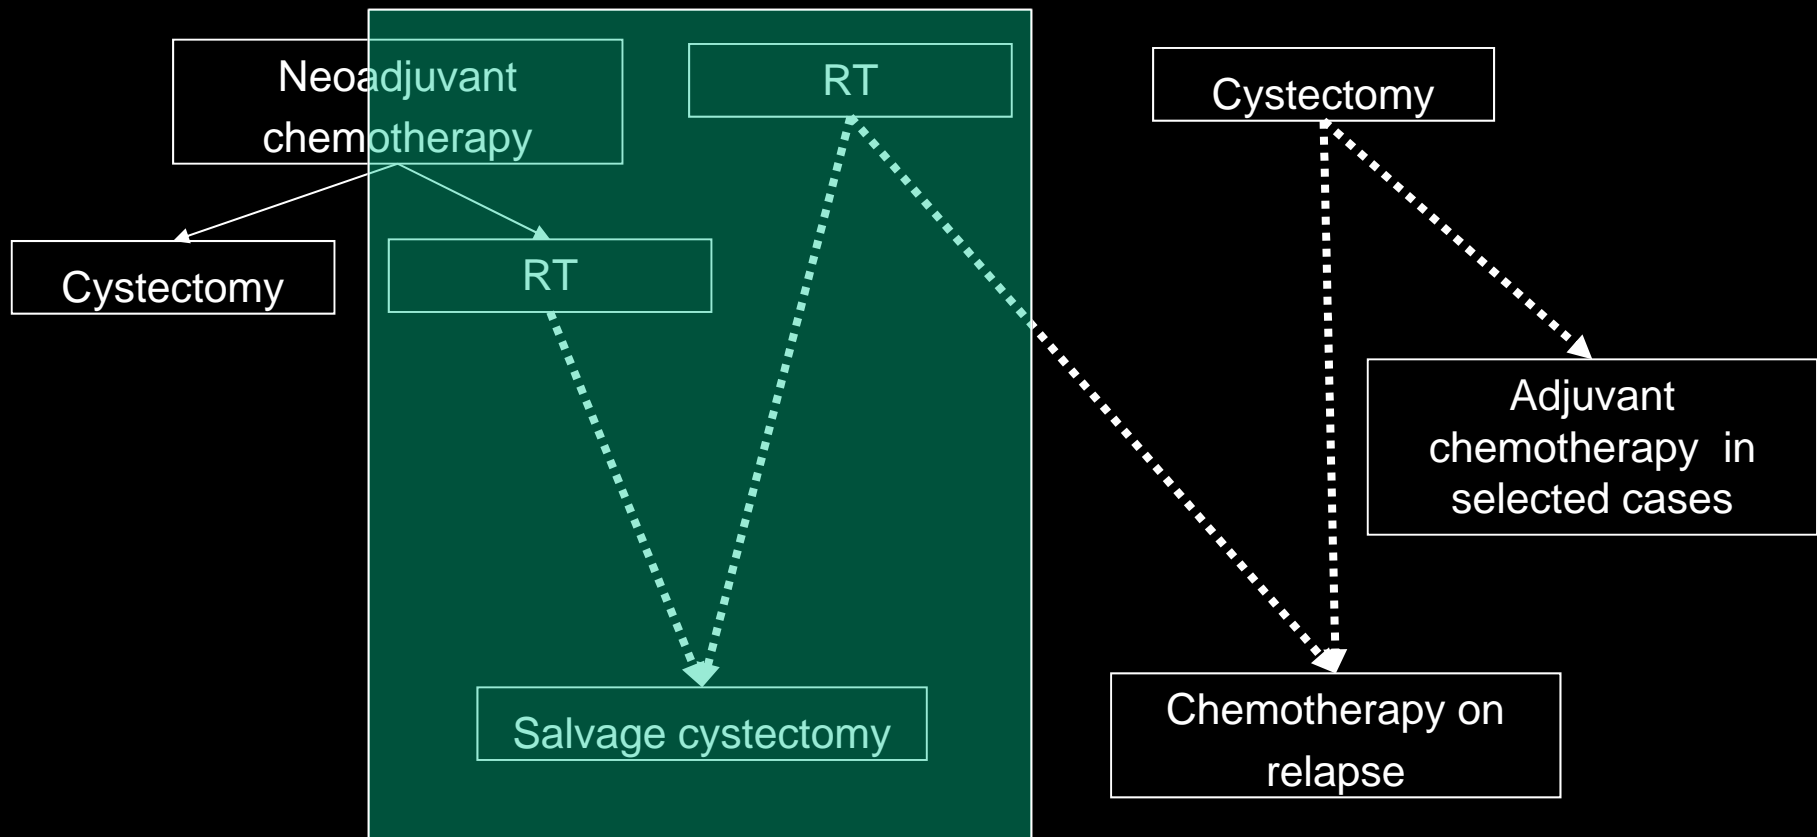 Neoadjuvant
chemotherapy
RT
Cystectomy
Cystectomy
RT
Adjuvant
chemotherapy in
selected cases
Salvage cystectomy
Chemotherapy on
relapse